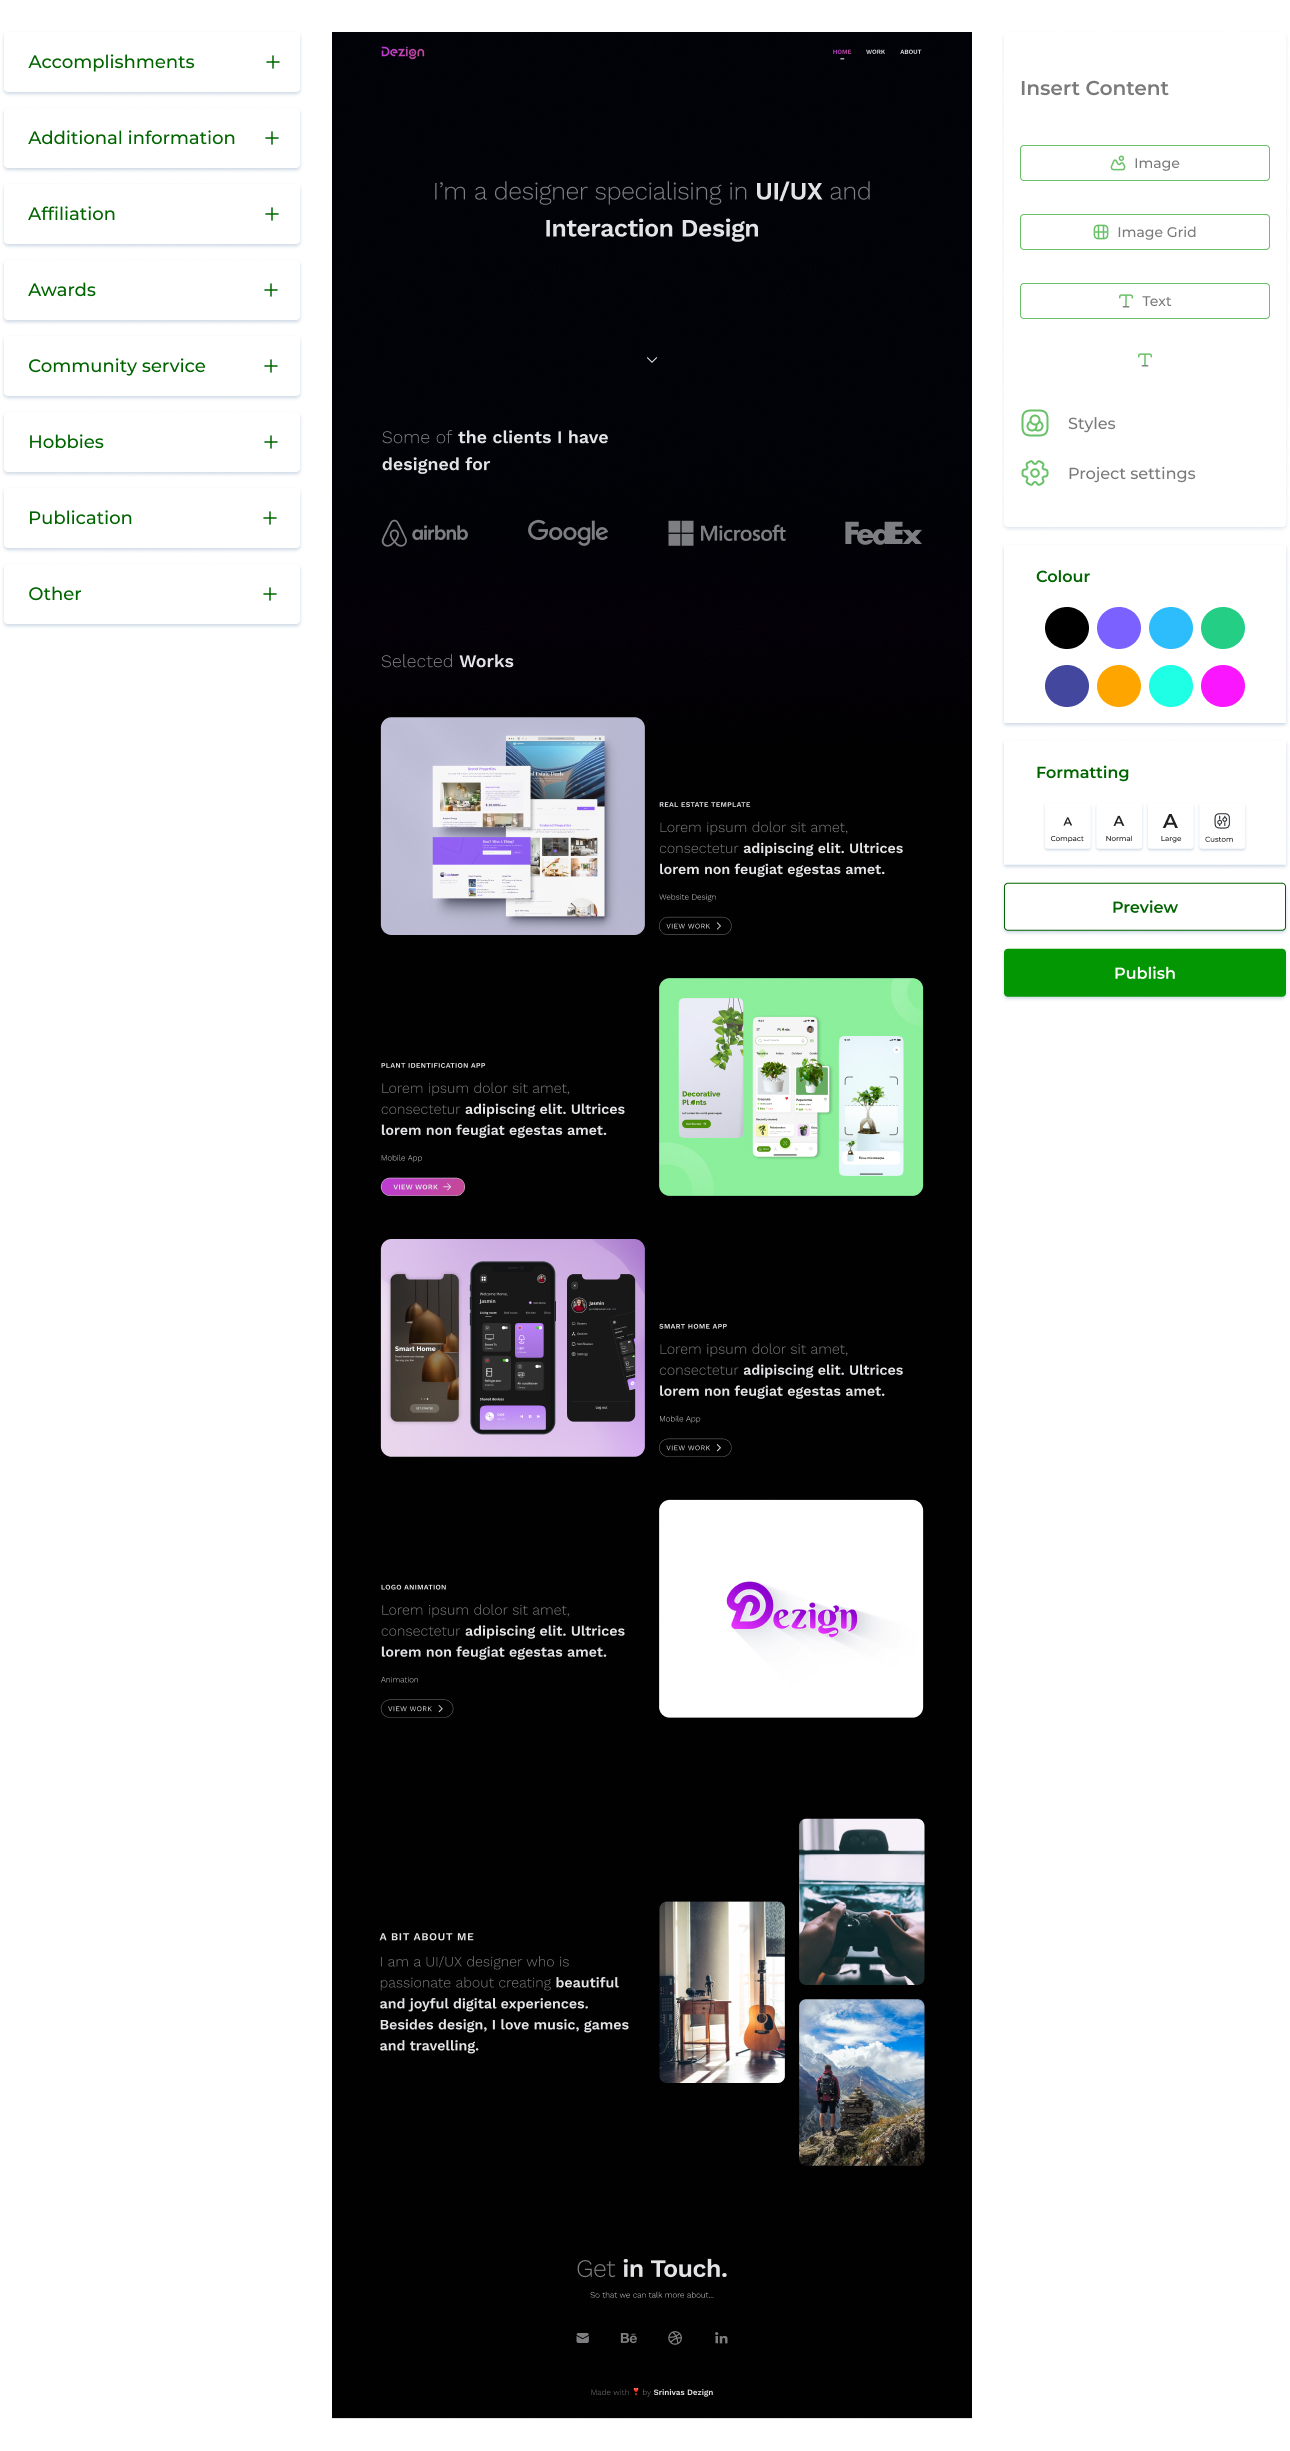 Accomplishments
Additional information
Affiliation
Awards
Community service
Hobbies
Publication
Other
Dezign
HOME WORK ABOUT
I'm a designer specialising in UI/UX and
Interaction Design
Some of the clients I have
designed for
airbnb Google Microsoft FedEx
Selected Works
REAL ESTATE TEMPLATE
Lorem ipsum dolor sit amet,
consectetur adipiscing elit. Ultrices
lorem non feugiat egestas amet.
Website Design
VIEW WORK
PLANT IDENTIFICATION APP
Lorem ipsum dolor sit amet,
consectetur adipiscing elit. Ultrices
lorem non feugiat egestas amet.
Mobile App
VIEW WORK
Decorative
Plants
Smart Home
Welcome Home,
Jasmin
Shared devices
Jasmin
Log out
SMART HOME APP
Lorem ipsum dolor sit amet,
consectetur adipiscing elit. Ultrices
lorem non feugiat egestas amet.
Mobile App
VIEW WORK
LOGO ANIMATION
Lorem ipsum dolor sit amet,
consectetur adipiscing elit. Ultrices
lorem non feugiat egestas amet.
Animation
VIEW WORK
Dezign
A BIT ABOUT ME
I am a UI/UX designer who is
passionate about creating beautiful
and joyful digital experiences.
Besides design, I love music, games
and travelling.
Get in Touch.
So that we can talk more about...
Bē
in
Made with ❣ by Srinivas Dezign
Insert Content
Image
Image Grid
Text
Styles
Project settings
Colour
Formatting
A A A
Compact Normal Large Custom
Preview
Publish